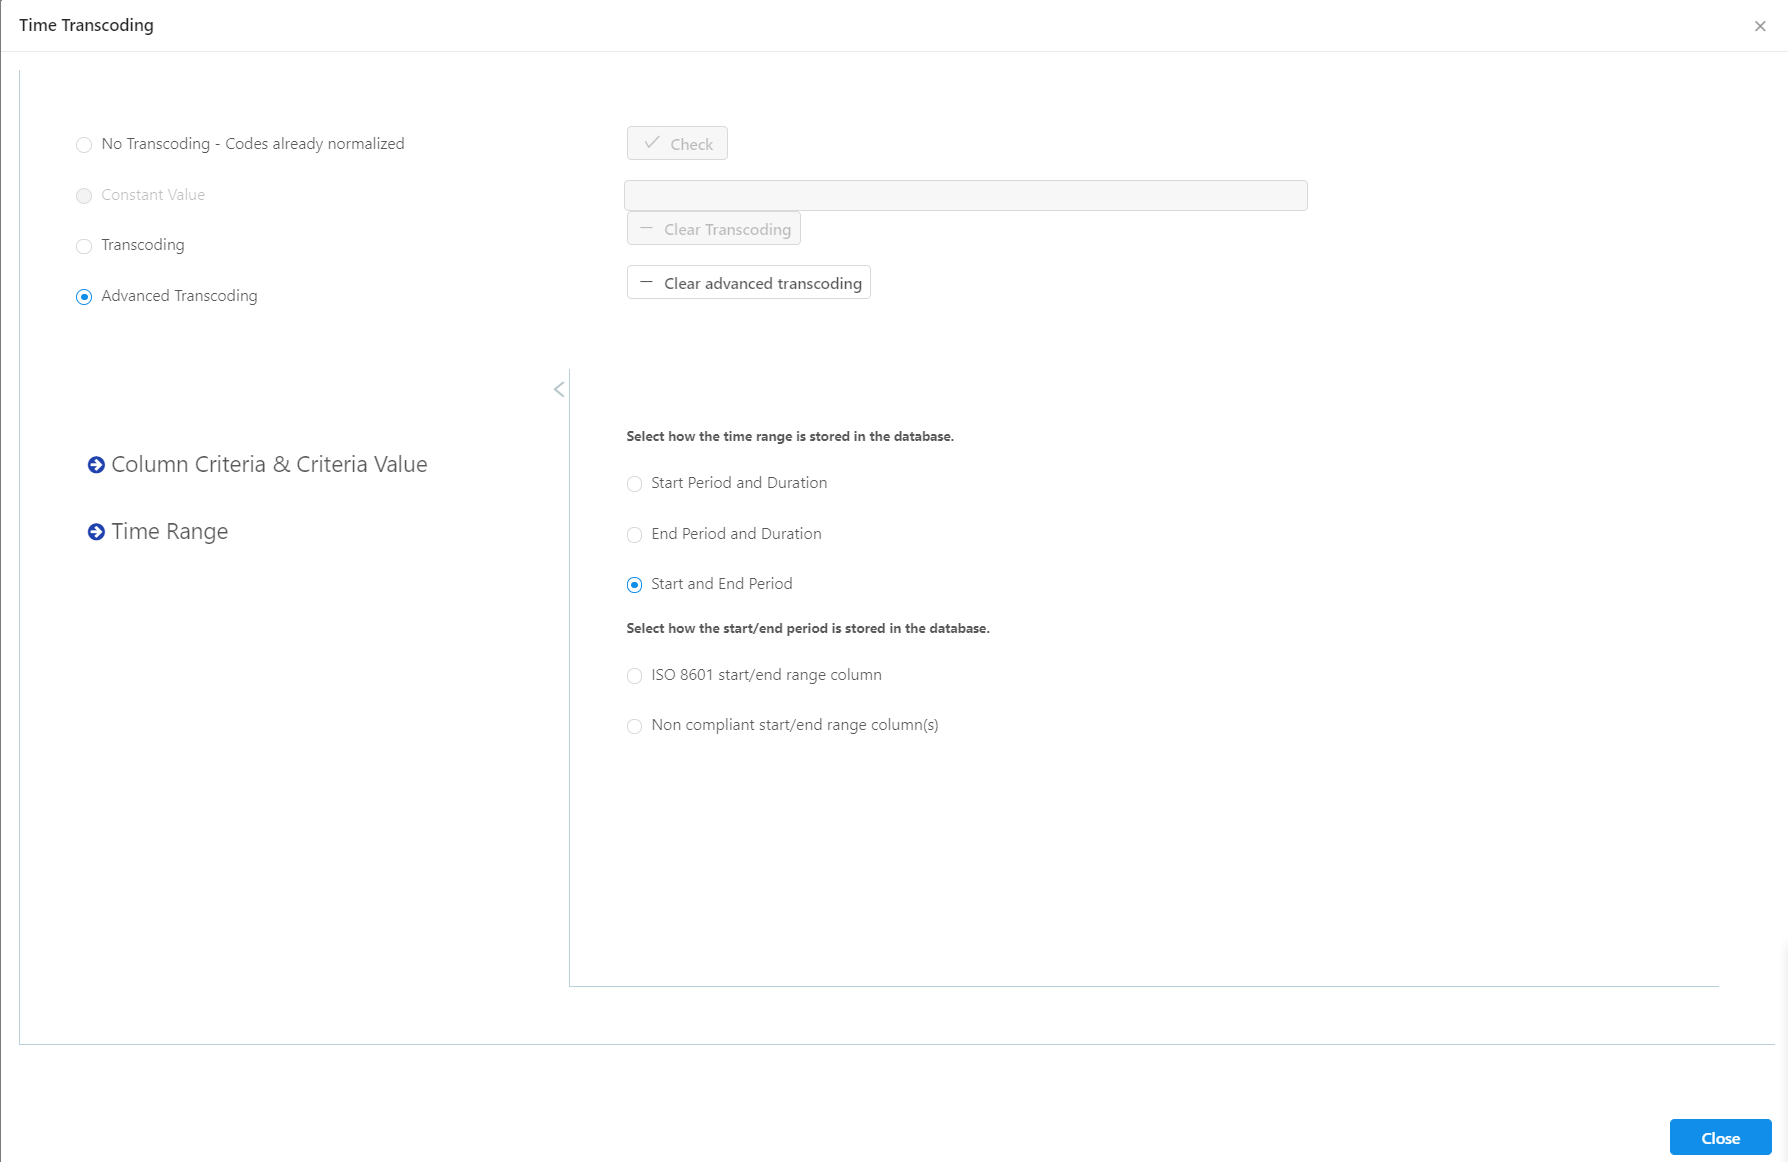 Time Transcoding
No Transcoding - Codes already normalized
Check
Constant Value
Transcoding
Clear Transcoding
Advanced Transcoding
Clear advanced transcoding
Column Criteria & Criteria Value
Time Range
Select how the time range is stored in the database.
Start Period and Duration
End Period and Duration
Start and End Period
Select how the start/end period is stored in the database.
ISO 8601 start/end range column
Non compliant start/end range column(s)
Close